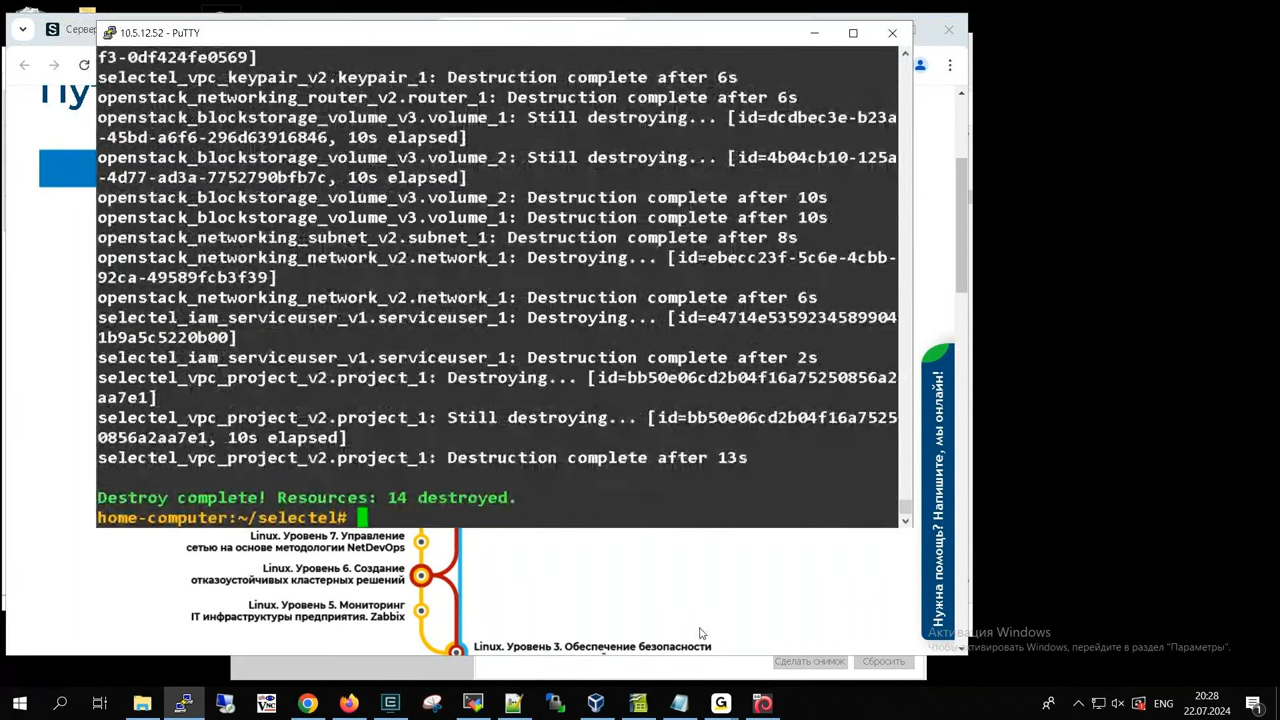 Серве
10.5.12.52 - PuTTY
Пу
f3-0df424fe0569]
selectel_vpc_keypair_v2.keypair_1: Destruction complete after 6s
openstack_networking_router_v2.router_1: Destruction complete after 6s
openstack_blockstorage_volume_v3.volume_1: Still destroying... [id=dcdbec3e-b23a
-45bd-a6f6-296d63916846, 10s elapsed]
openstack_blockstorage_volume_v3.volume_2: Still destroying... [id=4b04cb10-125a
-4d77-ad3a-7752790bfb7c, 10s elapsed]
openstack_blockstorage_volume_v3.volume_2: Destruction complete after 10s
openstack_blockstorage_volume_v3.volume_1: Destruction complete after 10s
openstack_networking_subnet_v2.subnet_1: Destruction complete after 8s
openstack_networking_network_v2.network_1: Destroying... [id=ebecc23f-5c6e-4cbb-
92ca-49589fcb3f39]
openstack_networking_network_v2.network_1: Destruction complete after 6s
selectel_iam_serviceuser_v1.serviceuser_1: Destroying... [id=e4714e5359234589904
1b9a5c5220b00]
selectel_iam_serviceuser_v1.serviceuser_1: Destruction complete after 2s
selectel_vpc_project_v2.project_1: Destroying... [id=bb50e06cd2b04f16a75250856a2
aa7e1]
selectel_vpc_project_v2.project_1: Still destroying... [id=bb50e06cd2b04f16a7525
0856a2aa7e1, 10s elapsed]
selectel_vpc_project_v2.project_1: Destruction complete after 13s
Destroy complete! Resources: 14 destroyed.
home-computer:~/selectel#
Linux. Уровень 7. Управление
сетью на основе методологии NetDevOps
Linux. Уровень 6. Создание
отказоустойчивых кластерных решений
Linux. Уровень 5. Мониторинг
IT инфраструктуры предприятия. Zabbix
Linux. Уровень 3. Обеспечение безопасности
Нужна помощь? Напишите, мы онлайн!
Активация Windows
Чтобы активировать Windows, перейдите в раздел "Параметры".
Сделать снимок
Сбросить
ENG
20:28
22.07.2024